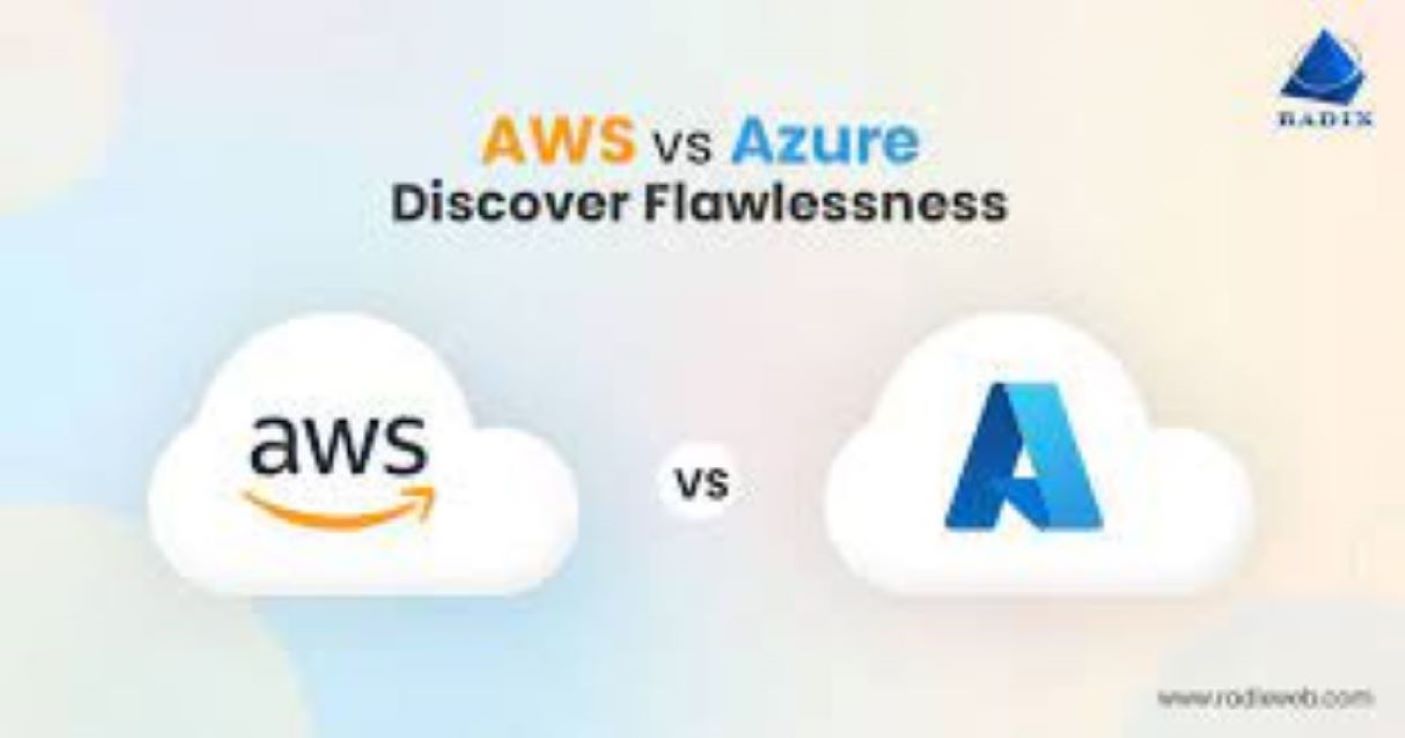 RADIX
AWS vs Azure
Discover Flawlessness
aws
vs
www.radixweb.com